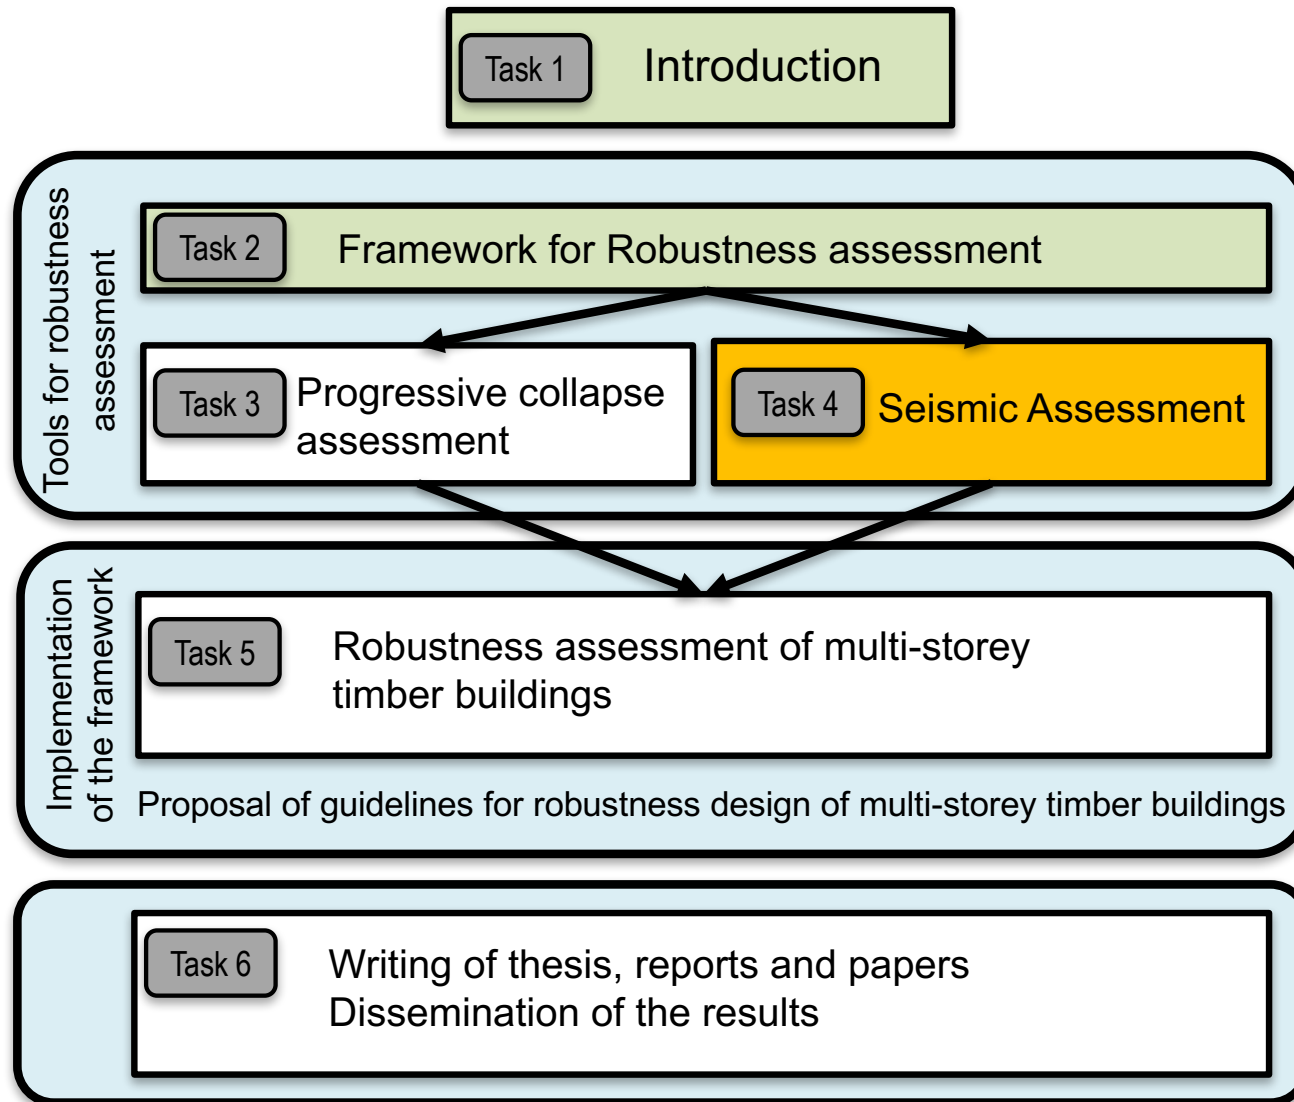 Task 1
Introduction
Tools for robustness
assessment
Task 2
Framework for Robustness assessment
Task 3
Progressive collapse
assessment
Task 4
Seismic Assessment
Implementation
of the framework
Task 5
Robustness assessment of multi-storey
timber buildings
Proposal of guidelines for robustness design of multi-storey timber buildings
Task 6
Writing of thesis, reports and papers
Dissemination of the results